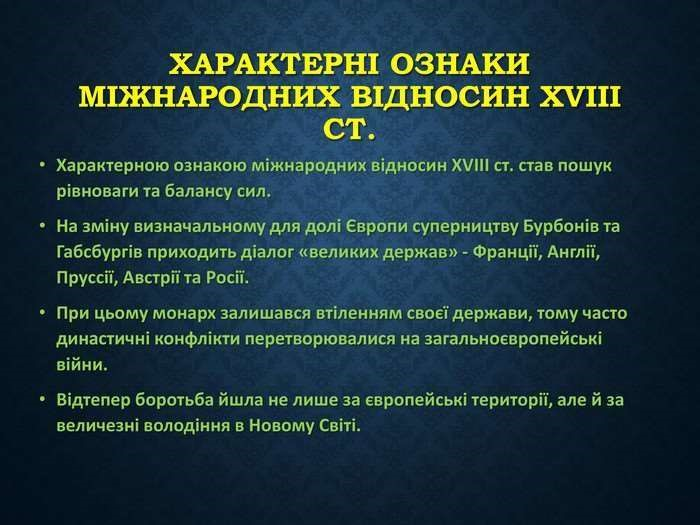 ХАРАКТЕРНІ ОЗНАКИ
МІЖНАРОДНИХ ВІДНОСИН XVIII
СТ.
• Характерною ознакою міжнародних відносин XVIII ст. став пошук
рівноваги та балансу сил.
• На зміну визначальному для долі Європи суперництву Бурбонів та
Габсбургів приходить діалог «великих держав» - Франції, Англії,
Пруссії, Австрії та Росії.
• При цьому монарх залишався втіленням своєї держави, тому часто
династичні конфлікти перетворювалися на загальноєвропейські
війни.
• Відтепер боротьба йшла не лише за європейські території, але й за
величезні володіння в Новому Світі.